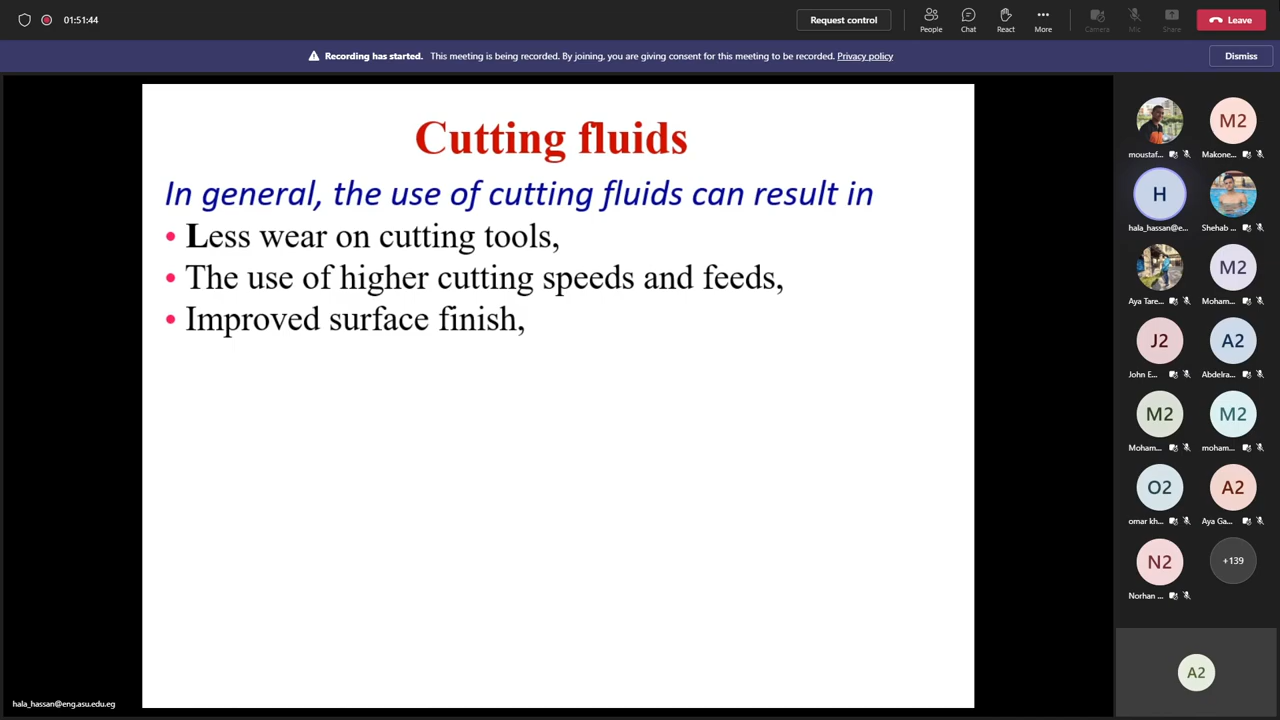 01:51:44
Request control
People
Chat
React
More
Camera
Mic
Share
Leave
Recording has started. This meeting is being recorded. By joining, you are giving consent for this meeting to be recorded. Privacy policy
Dismiss
Cutting fluids
In general, the use of cutting fluids can result in
• Less wear on cutting tools,
• The use of higher cutting speeds and feeds,
• Improved surface finish,
M2
moustaf...
Makone...
H
hala_hassan@e...
Shehab ...
M2
Aya Tare...
Moham...
J2
A2
John E...
Abdelra...
M2
M2
Moham...
moham...
O2
A2
omar kh...
Aya Ga...
N2
+139
Norhan ...
A2
hala_hassan@eng.asu.edu.eg